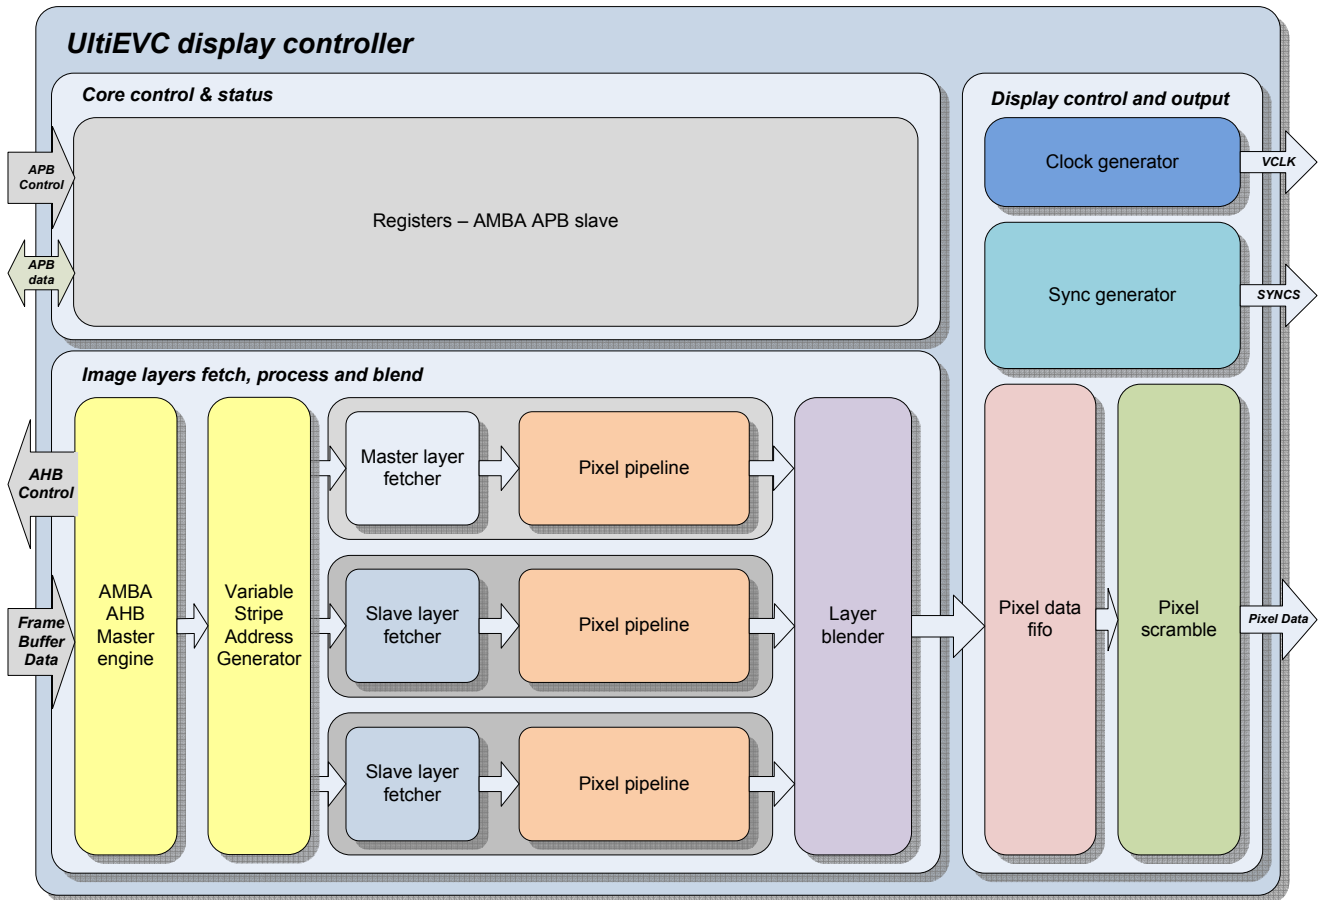 UltiEVC display controller
Core control & status
APB
Control
Registers – AMBA APB slave
APB
data
Display control and output
Clock generator
VCLK
Sync generator
SYNCS
Image layers fetch, process and blend
AHB
Control
Frame
Buffer
Data
AMBA
AHB
Master
engine
Variable
Stripe
Address
Generator
Master layer
fetcher
Pixel pipeline
Slave layer
fetcher
Pixel pipeline
Slave layer
fetcher
Pixel pipeline
Layer
blender
Pixel data
fifo
Pixel
scramble
Pixel Data